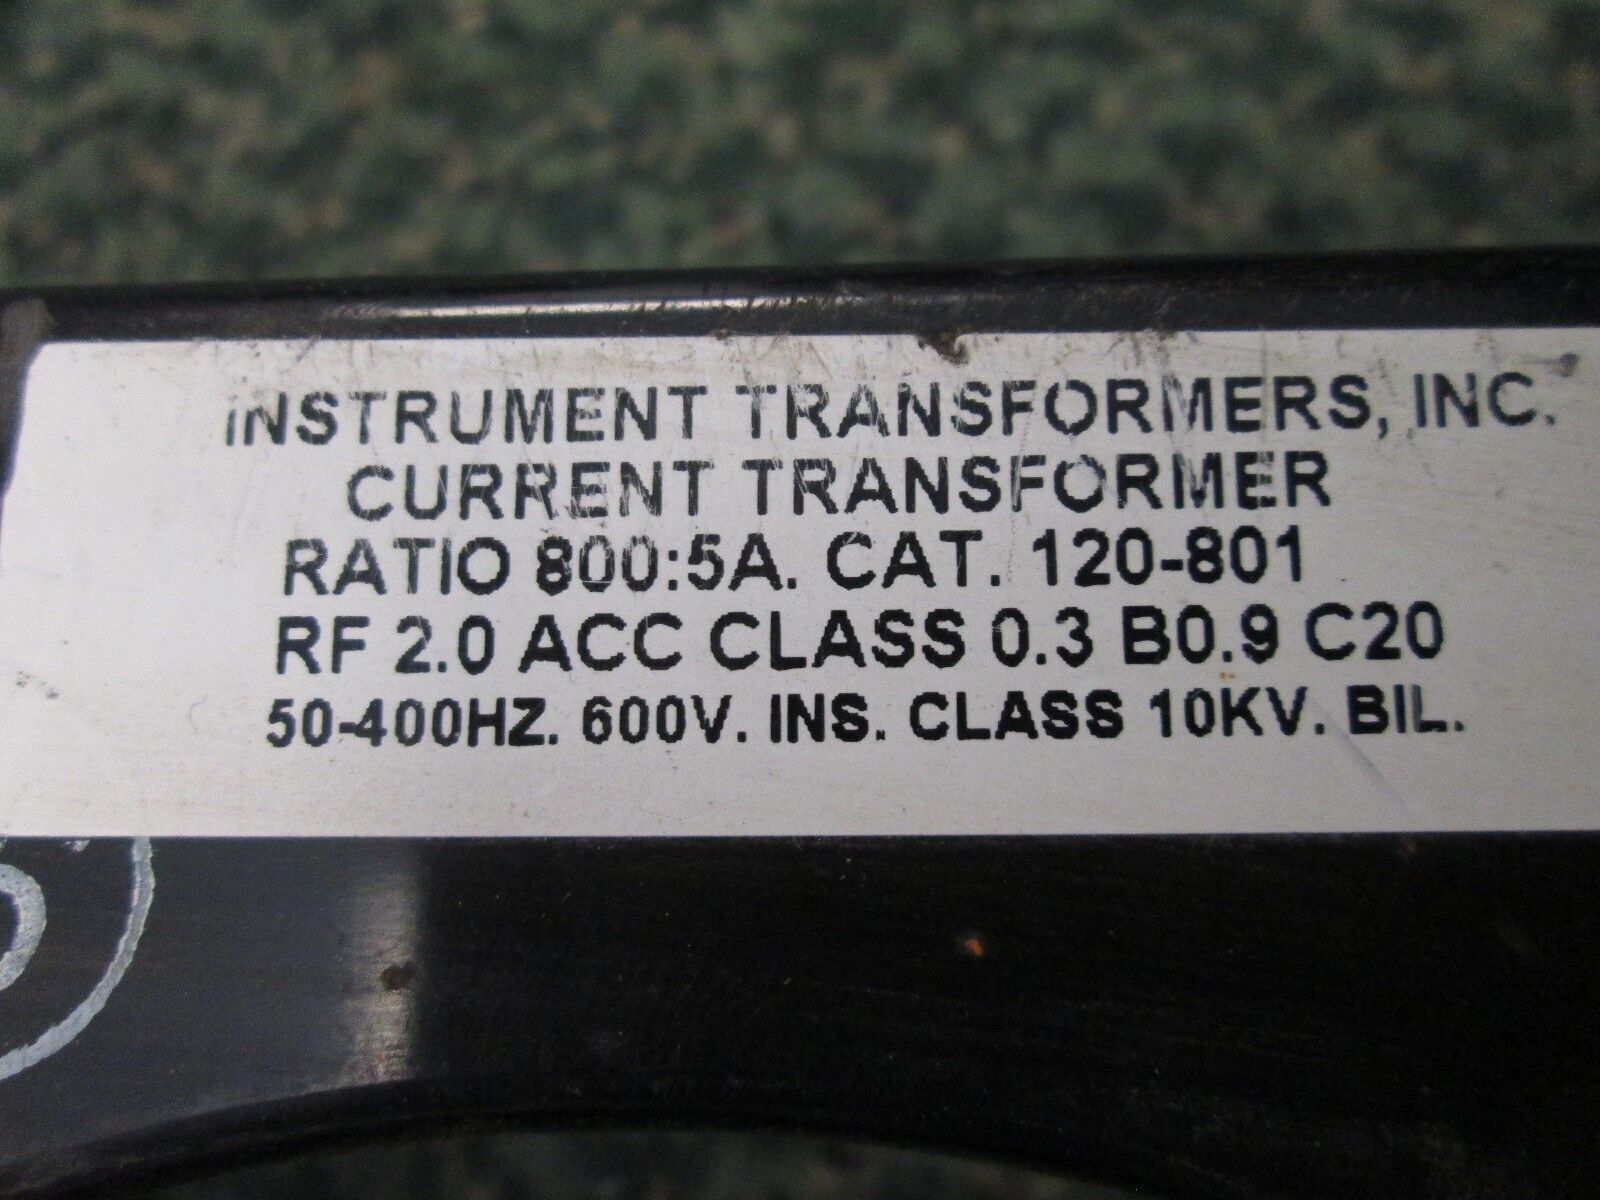 INSTRUMENT TRANSFORMERS, INC.
CURRENT TRANSFORMER
RATIO 800:5A. CAT. 120-801
RF 2.0 ACC CLASS 0.3 B0.9 C20
50-400HZ. 600V. INS. CLASS 10KV. BIL.